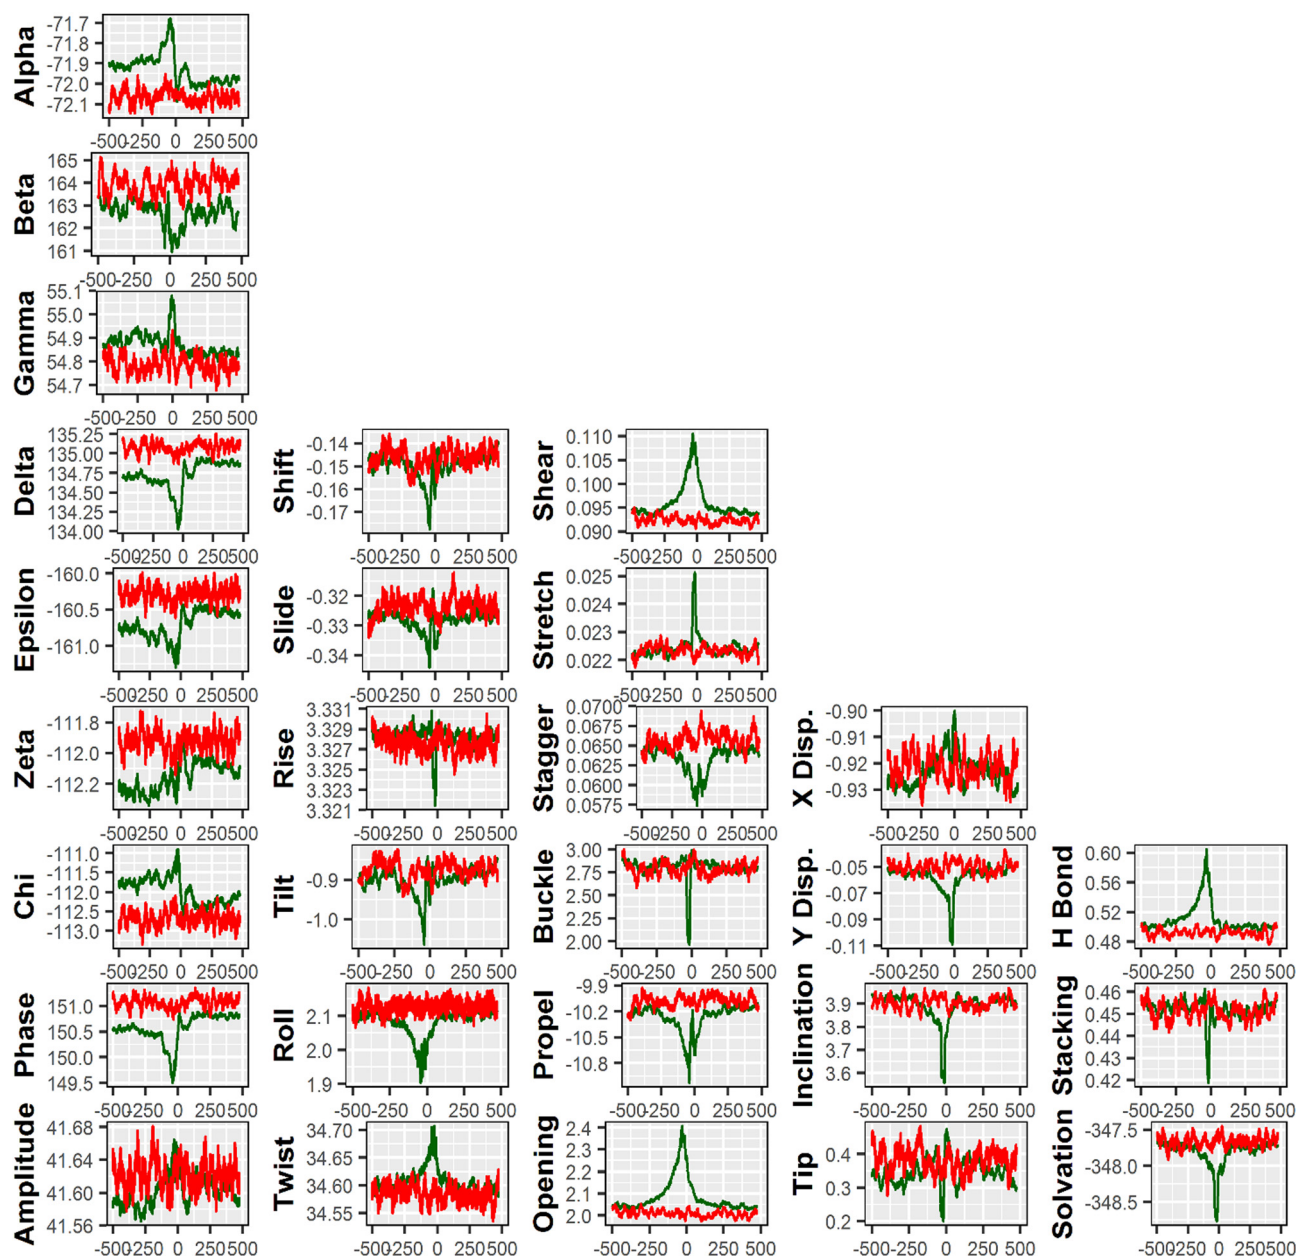 Alpha
-71.7
-71.8
-71.9
-72.0
-72.1
-500-250 0 250 500
Beta
165
164
163
162
161
-500-250 0 250 500
Gamma
55.1
55.0
54.9
54.8
54.7
-500-250 0 250 500
Delta
135.25
135.00
134.75
134.50
134.25
134.00
-500-250 0 250500
Shift
-0.14
-0.15
-0.16
-0.17
-500-250 0 250 500
Shear
0.110
0.105
0.100
0.095
0.090
-500-250 0 250 500
Epsilon
-160.0
-160.5
-161.0
-500-250 0 250500
Slide
-0.32
-0.33
-0.34
-500-250 0 250 500
Stretch
0.025
0.024
0.023
0.022
-500-250 0 250 500
Zeta
-111.8
-112.0
-112.2
-500-250 0 250500
Rise
3.331
3.329
3.327
3.325
3.323
3.321
-500-250 0 250 500
Stagger
0.0700
0.0675
0.0650
0.0625
0.0600
0.0575
-500-250 0 250500
X Disp.
-0.90
-0.91
-0.92
-0.93
-500-250 0 250 500
Chi
-111.0
-111.5
-112.0
-112.5
-113.0
-500-250 0 250500
Tilt
-0.9
-1.0
-500-250 0 250 500
Buckle
3.00
2.75
2.50
2.25
2.00
-500-250 0 250 500
Y Disp.
-0.05
-0.07
-0.09
-0.11
-500-250 0 250 500
H Bond
0.60
0.56
0.52
0.48
-500-250 0 250 500
Phase
151.0
150.5
150.0
149.5
-500-250 0 250500
Roll
2.1
2.0
1.9
-500 -250 0 250 500
Propel
-9.9
-10.2
-10.5
-10.8
-500-250 0 250 500
Inclination
3.9
3.8
3.7
3.6
-500 -250 0 250 500
Stacking
0.46
0.45
0.44
0.43
0.42
-500-250 0 250 500
Amplitude
41.68
41.64
41.60
41.56
-500-250 0 250500
Twist
34.70
34.65
34.60
34.55
-500-250 0 250 500
Opening
2.4
2.3
2.2
2.1
2.0
-500 -250 0 250 500
Tip
0.4
0.3
0.2
-500 -250 0 250 500
Solvation
-347.5
-348.0
-348.5
-500-250 0 250500